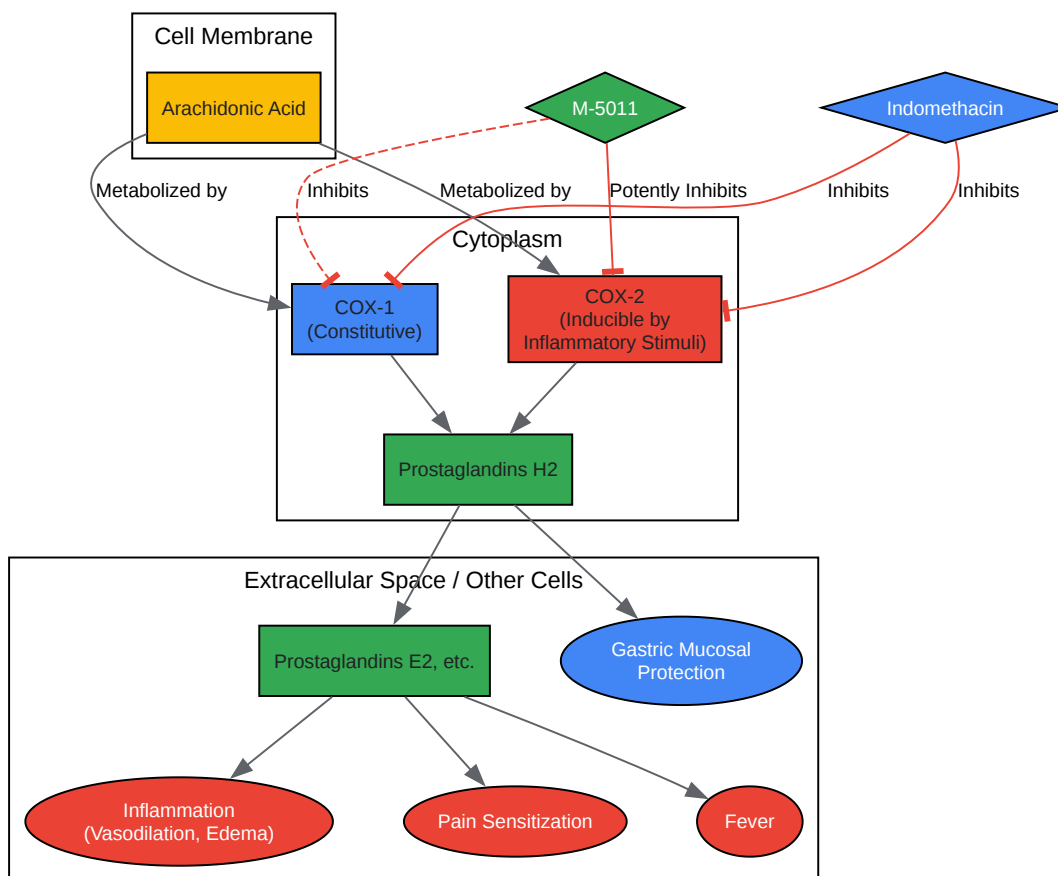 Cell Membrane
Arachidonic Acid
M-5011
Indomethacin
Metabolized by
Inhibits
Metabolized by
Potently Inhibits
Inhibits
Inhibits
Cytoplasm
COX-1
(Constitutive)
COX-2
(Inducible by
Inflammatory Stimuli)
Prostaglandins H2
Extracellular Space / Other Cells
Prostaglandins E2, etc.
Gastric Mucosal
Protection
Inflammation
(Vasodilation, Edema)
Pain Sensitization
Fever